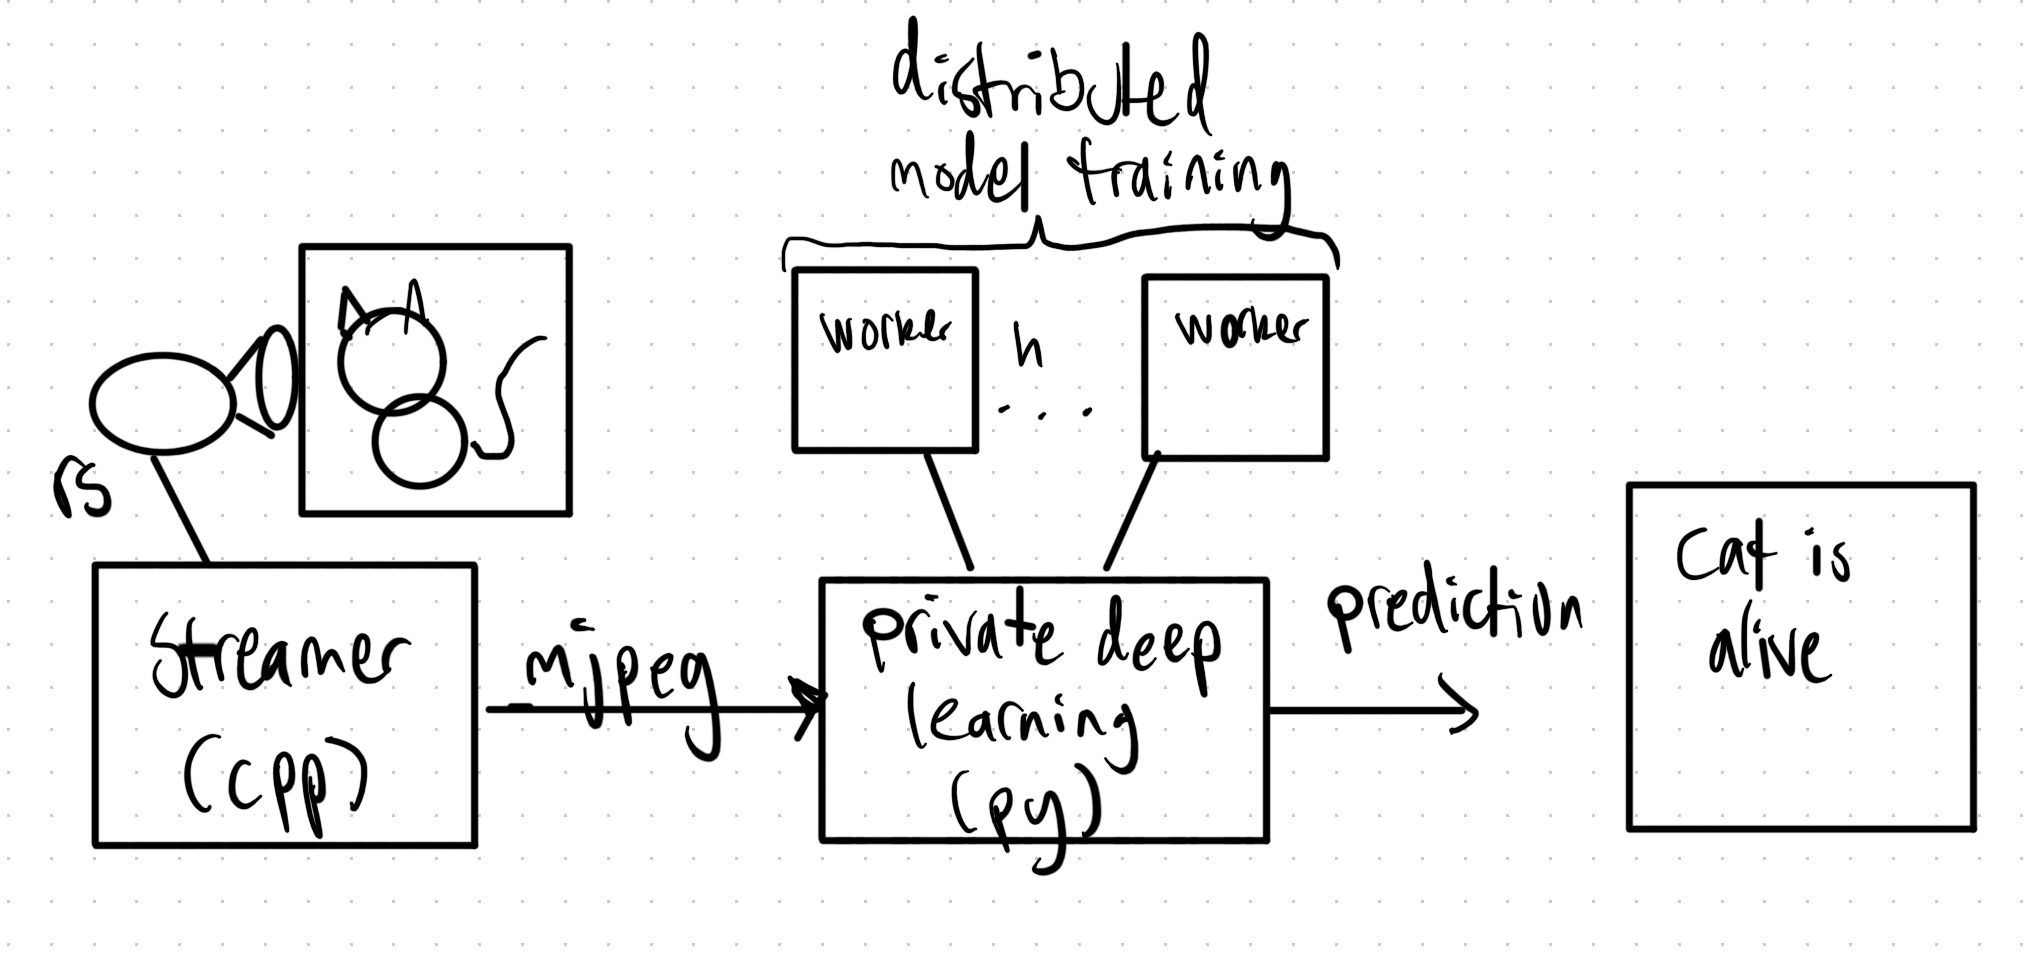 distributed
model training
worker
n
...
worker
rs
streamer
(cpp)
mjpeg
private deep
learning
(py)
prediction
Cat is
alive